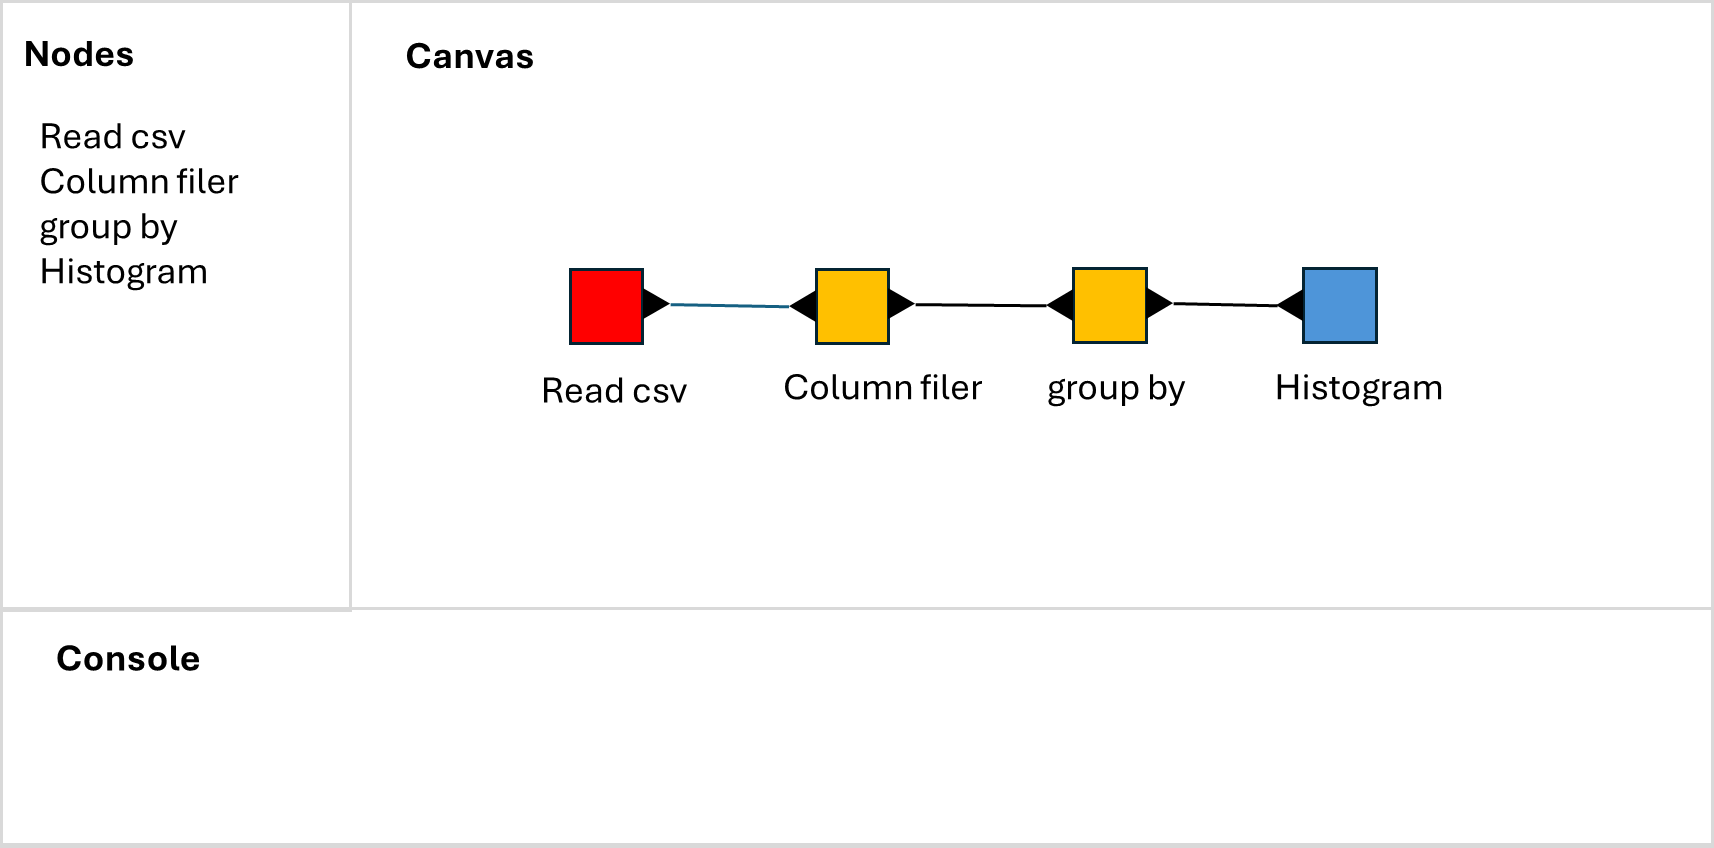 Nodes
Read csv
Column filer
group by
Histogram
Canvas
Read csv
Column filer
group by
Histogram
Console